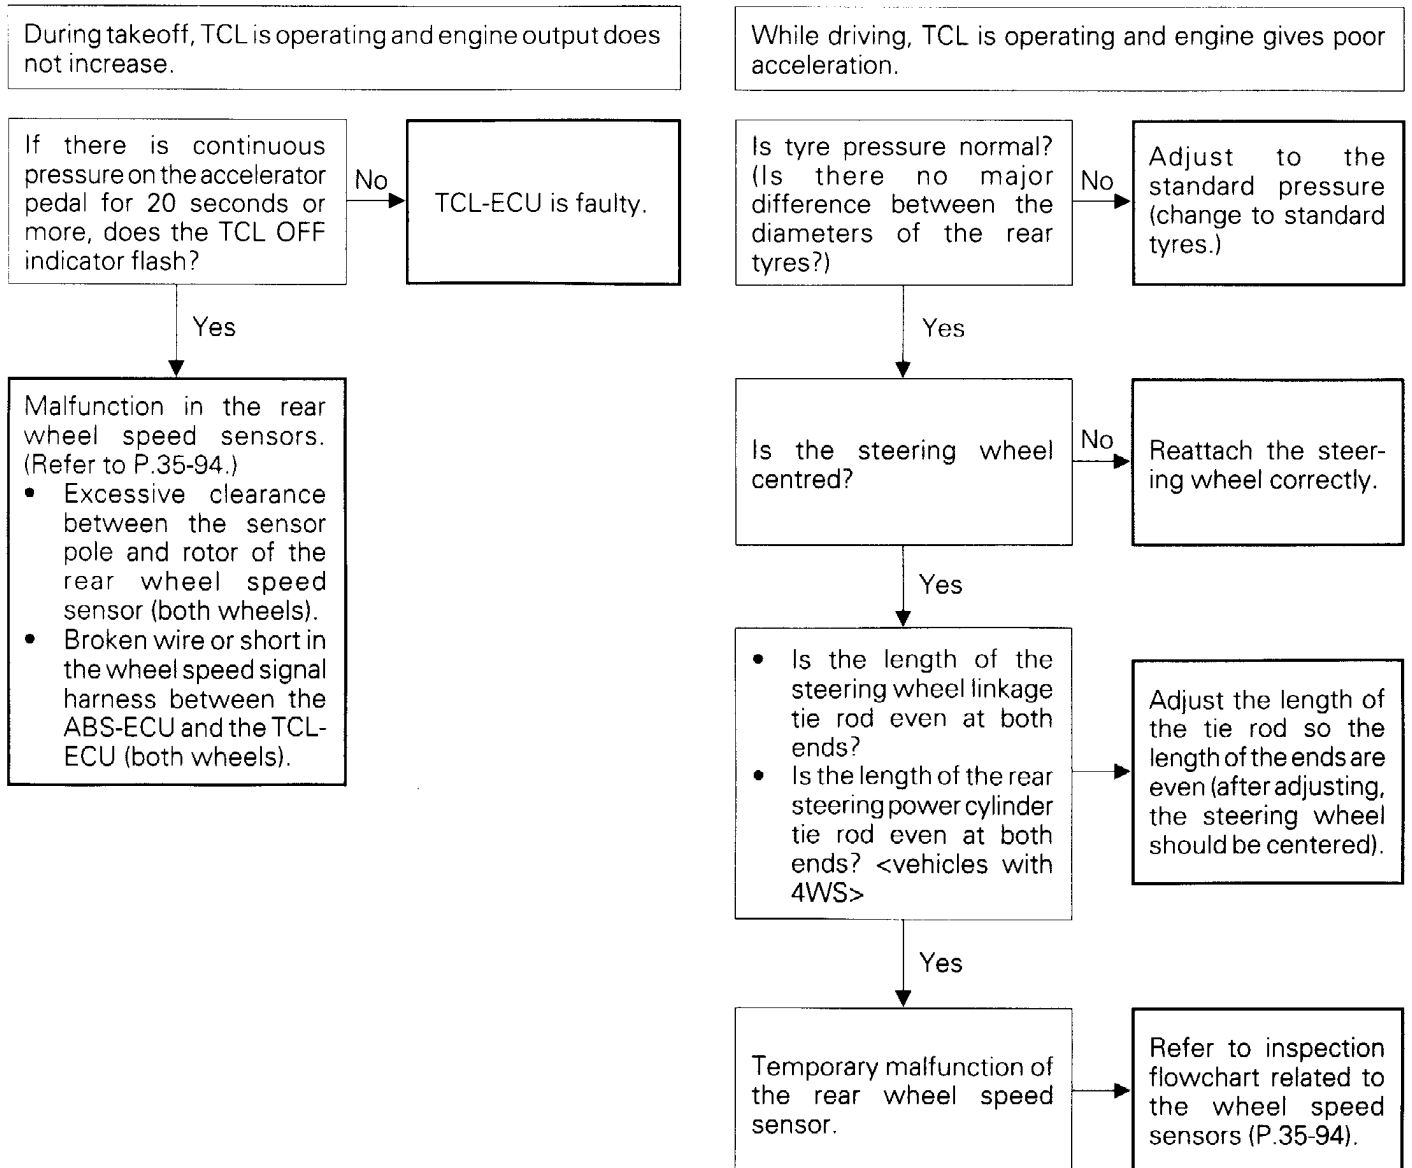 During takeoff, TCL is operating and engine output does
not increase.
If there is continuous
pressure on the accelerator
pedal for 20 seconds or
more, does the TCL OFF
indicator flash?
No
TCL-ECU is faulty.
Yes
Malfunction in the rear
wheel speed sensors.
(Refer to P.35-94.)
• Excessive clearance
between the sensor
pole and rotor of the
rear wheel speed
sensor (both wheels).
• Broken wire or short in
the wheel speed signal
harness between the
ABS-ECU and the TCL-
ECU (both wheels).
While driving, TCL is operating and engine gives poor
acceleration.
Is tyre pressure normal?
(Is there no major
difference between the
diameters of the rear
tyres?)
No
Adjust to the
standard pressure
(change to standard
tyres.)
Yes
Is the steering wheel
centred?
No
Reattach the steer-
ing wheel correctly.
Yes
• Is the length of the
steering wheel linkage
tie rod even at both
ends?
• Is the length of the rear
steering power cylinder
tie rod even at both
ends? <vehicles with
4WS>
Adjust the length of
the tie rod so the
length of the ends are
even (after adjusting,
the steering wheel
should be centered).
Yes
Temporary malfunction of
the rear wheel speed
sensor.
Refer to inspection
flowchart related to
the wheel speed
sensors (P.35-94).